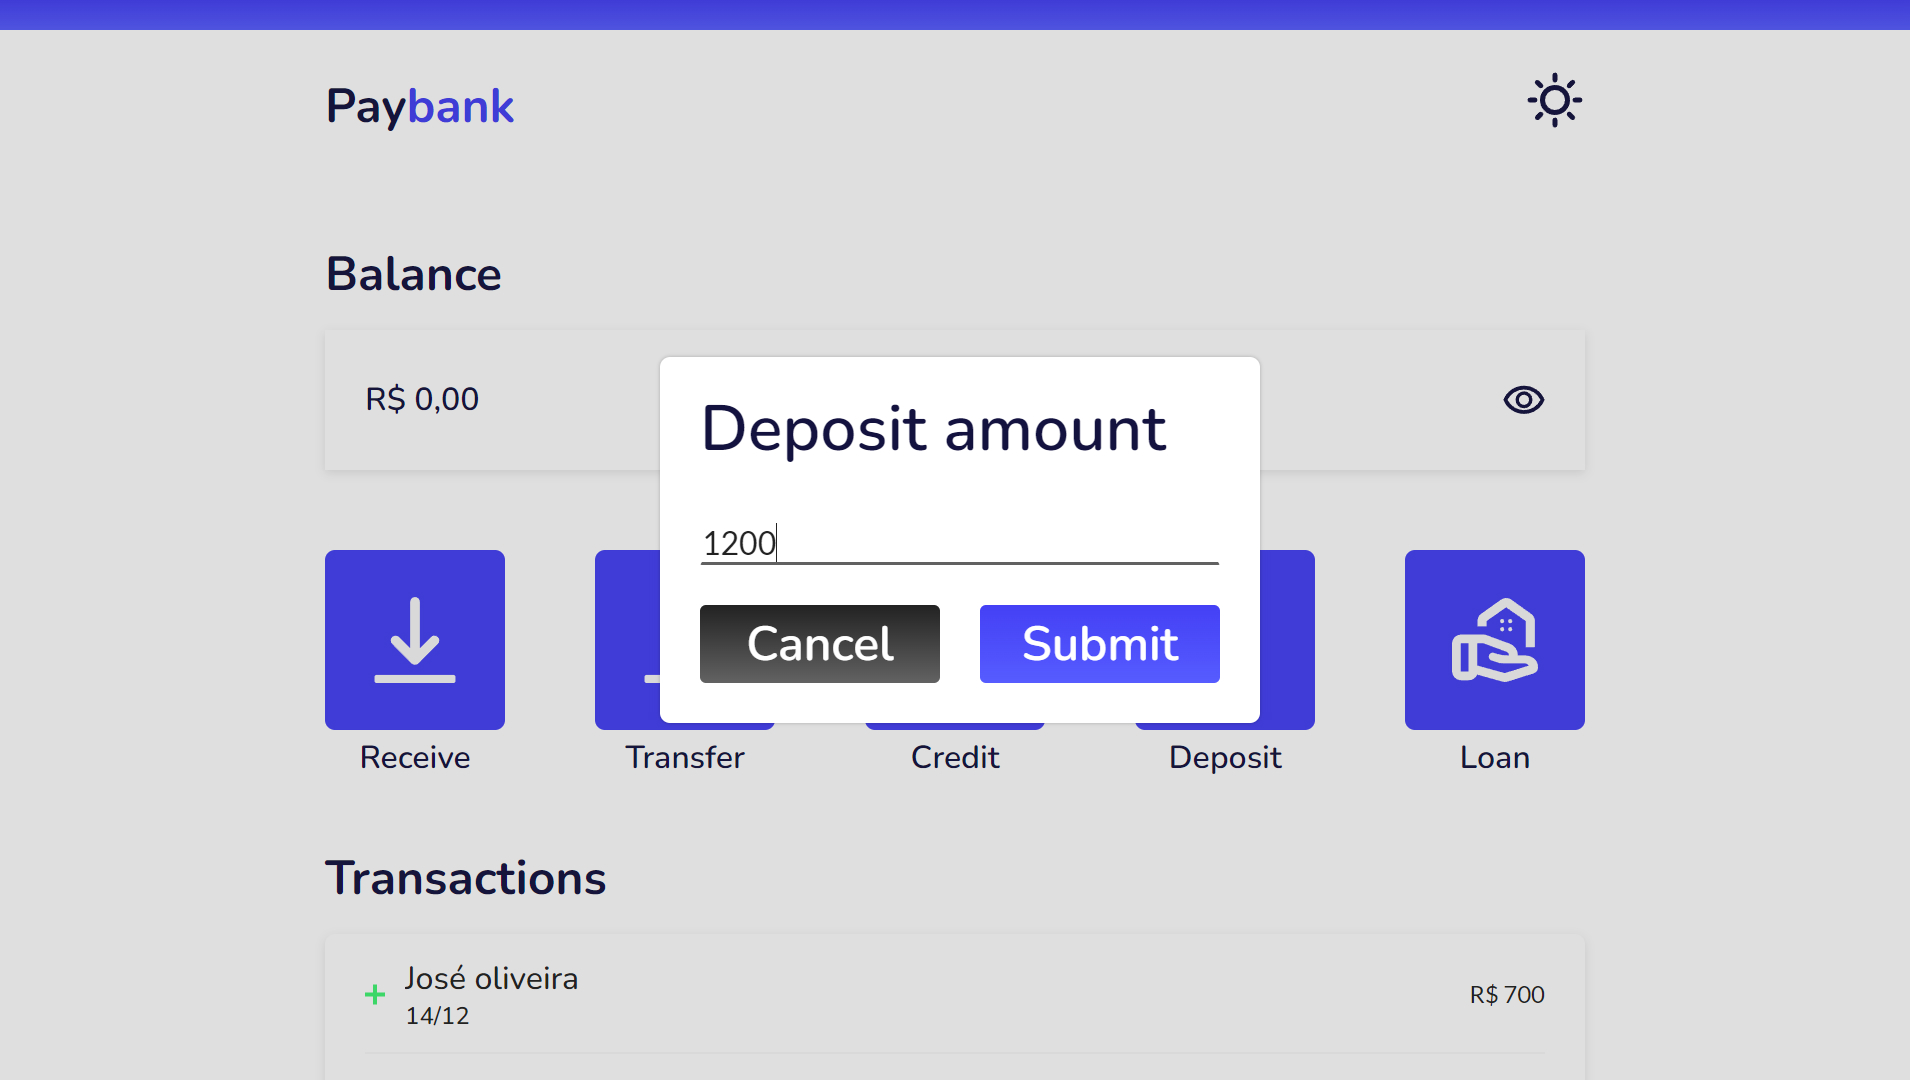 Paybank
Balance
R$ 0,00
Deposit amount
1200
Cancel
Submit
Receive
Transfer
Credit
Deposit
Loan
Transactions
José oliveira
14/12
R$ 700